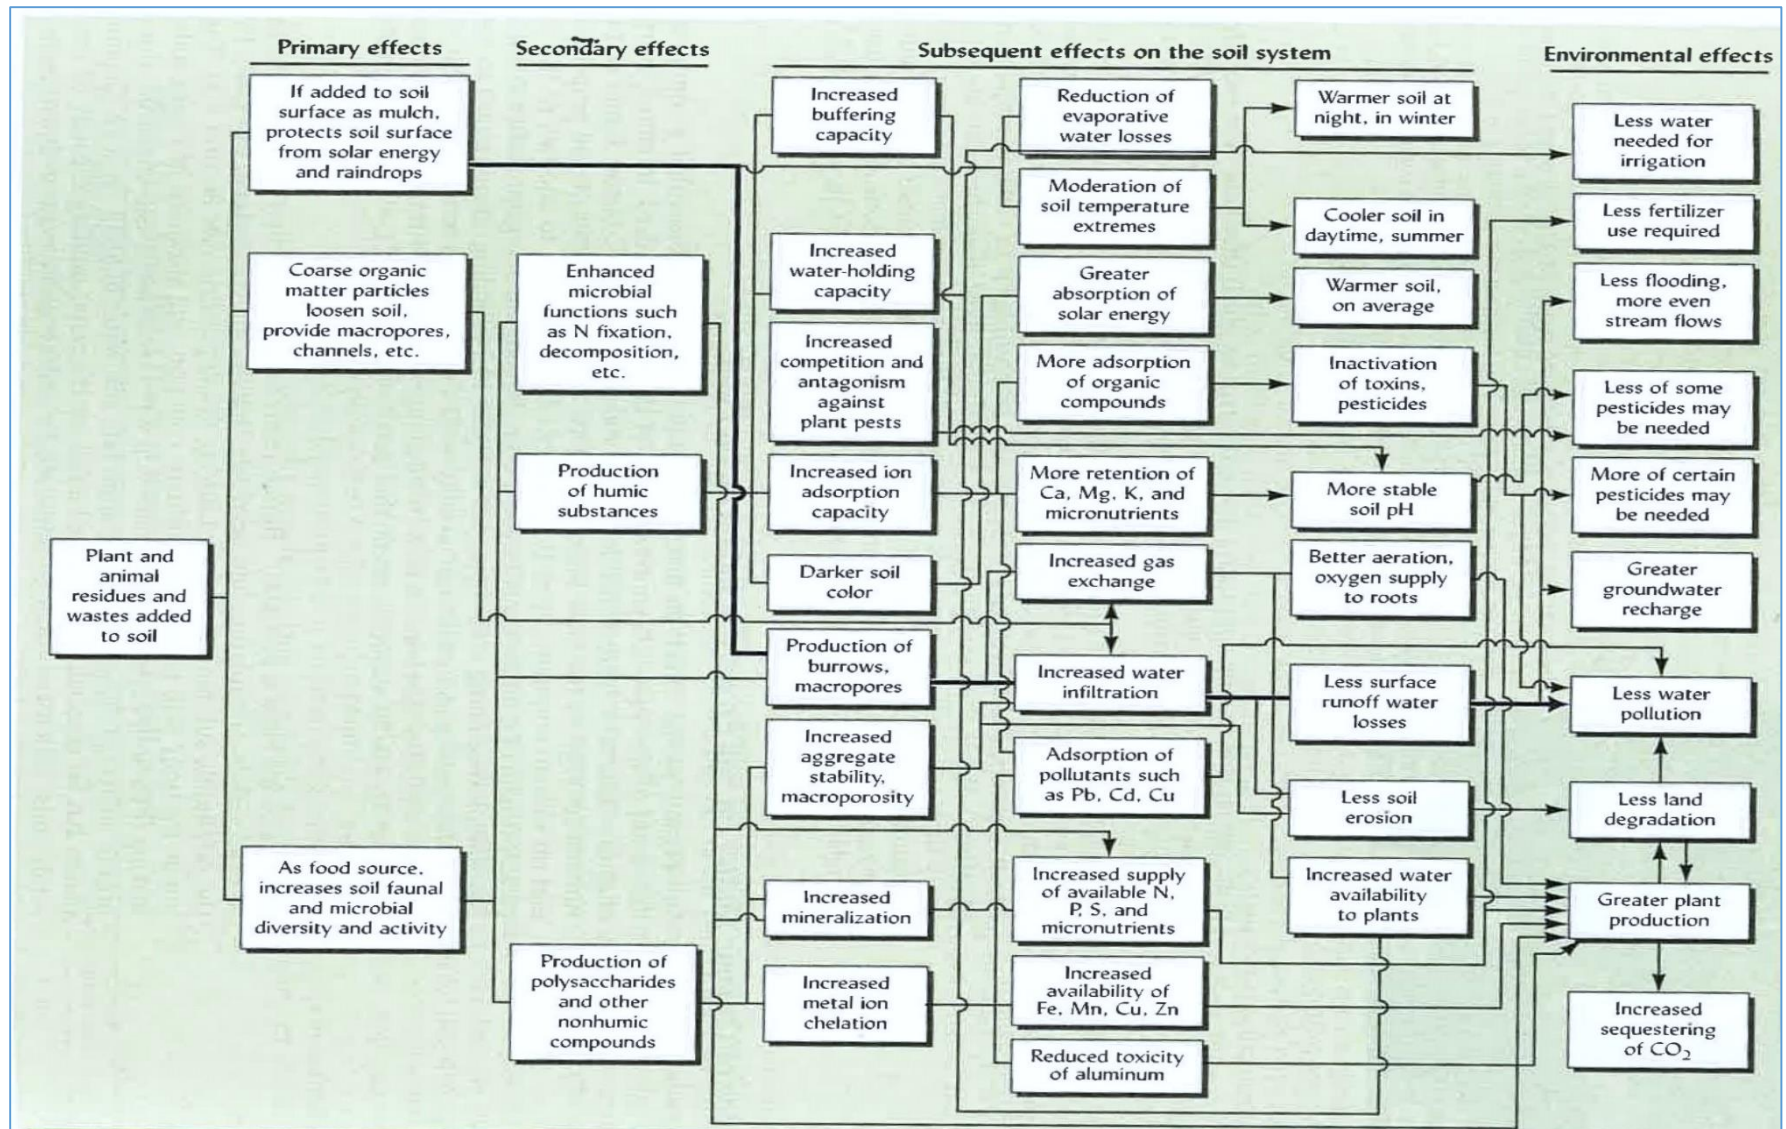 Primary effects
If added to soil
surface as mulch,
protects soil surface
from solar energy
and raindrops
Coarse organic
matter particles
loosen soil,
provide macropores,
channels, etc.
Plant and
animal
residues and
wastes added
to soil
As food source,
increases soil faunal
and microbial
diversity and activity
Secondary effects
Enhanced
microbial
functions such
as N fixation,
decomposition,
etc.
Production
of humic
substances
Production of
polysaccharides
and other
nonhumic
compounds
Subsequent effects on the soil system
Increased
buffering
capacity
Increased
water-holding
capacity
Increased
competition and
antagonism
against
plant pests
Increased ion
adsorption
capacity
Darker soil
color
Production of
burrows,
macropores
Increased
aggregate
stability,
macroporosity
Increased
mineralization
Increased
metal ion
chelation
Reduction of
evaporative
water losses
Moderation of
soil temperature
extremes
Greater
absorption of
solar energy
More adsorption
of organic
compounds
More retention of
Ca, Mg, K, and
micronutrients
Increased gas
exchange
Increased water
infiltration
Adsorption of
pollutants such
as Pb, Cd, Cu
Increased supply
of available N,
P, S, and
micronutrients
Increased
availability of
Fe, Mn, Cu, Zn
Reduced toxicity
of aluminum
Warmer soil at
night, in winter
Cooler soil in
daytime, summer
Warmer soil,
on average
Inactivation
of toxins,
pesticides
More stable
soil pH
Better aeration,
oxygen supply
to roots
Less surface
runoff water
losses
Less soil
erosion
Increased water
availability
to plants
Environmental effects
Less water
needed for
irrigation
Less fertilizer
use required
Less flooding,
more even
stream flows
Less of some
pesticides may
be needed
More of certain
pesticides may
be needed
Greater
groundwater
recharge
Less water
pollution
Less land
degradation
Greater plant
production
Increased
sequestering
of CO₂